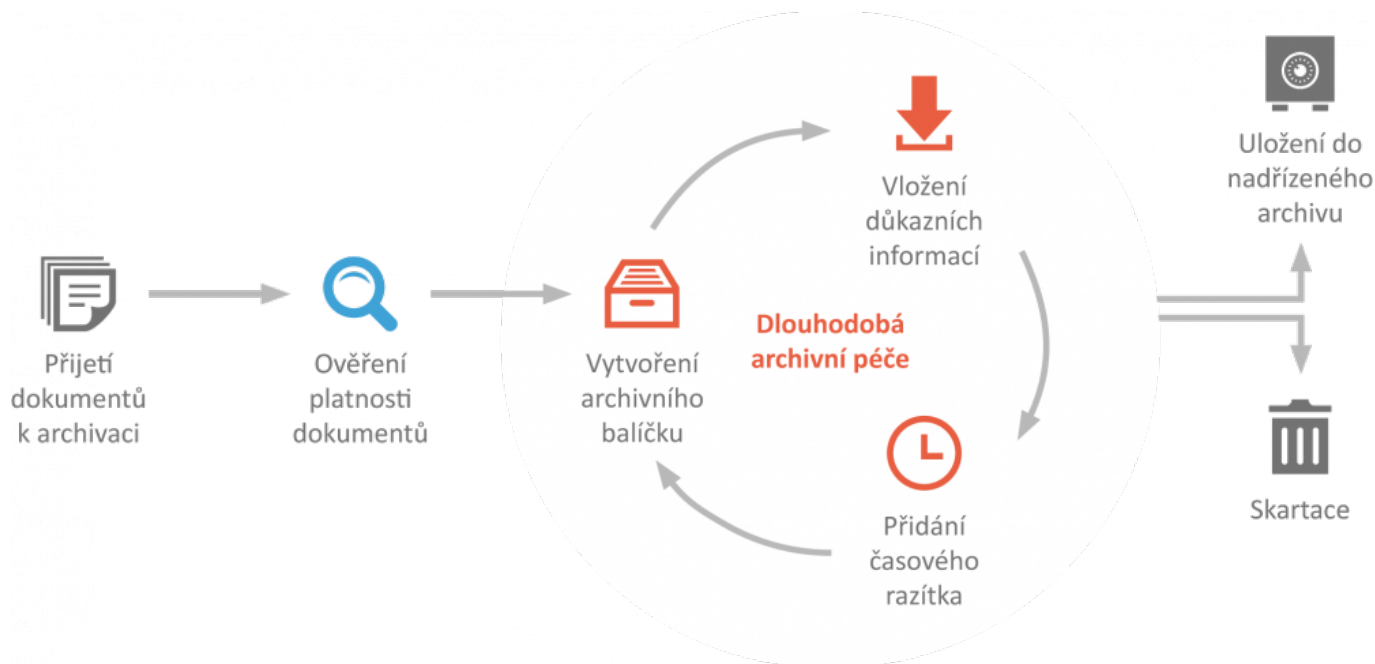 Přijetí
dokumentů
k archivaci
Ověření
platnosti
dokumentů
Vytvoření
archivního
balíčku
Vložení
důkazních
informací
Dlouhodobá
archivní péče
Přidání
časového
razítka
Uložení do
nadřízeného
archivu
Skartace